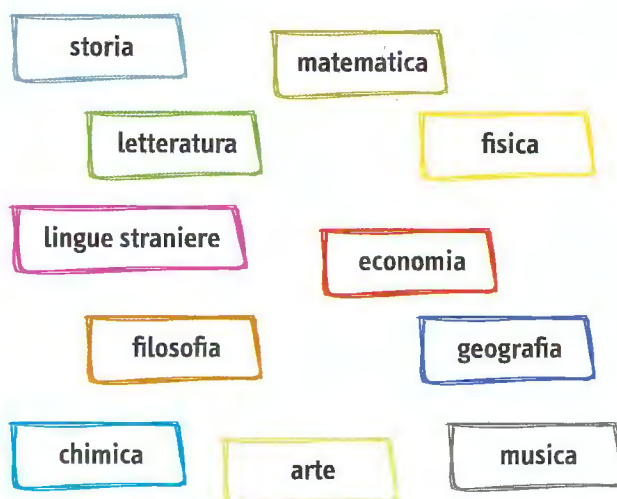 storia
matematica
letteratura
fisica
lingue straniere
economia
filosofia
geografia
chimica
arte
musica